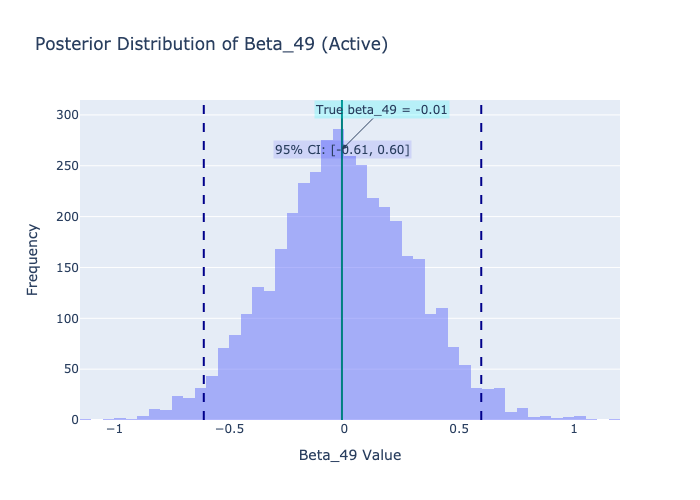 Posterior Distribution of Beta_49 (Active)
True beta_49 = -0.01
95% CI: [-0.61, 0.60]
300
250
200
150
100
50
0
Frequency
−1
−0.5
0
0.5
1
Beta_49 Value